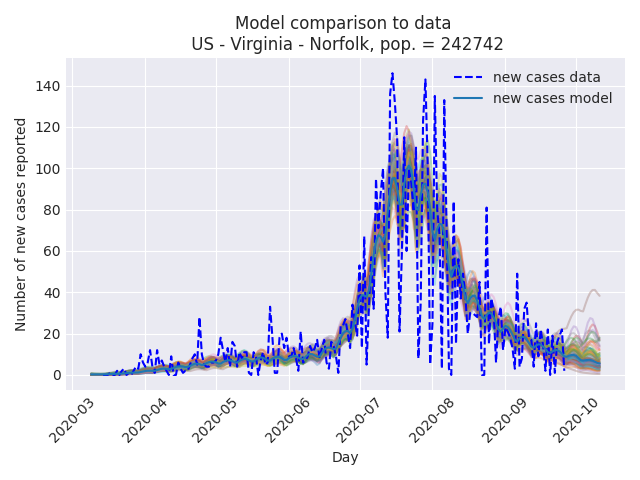 Model comparison to data
US - Virginia - Norfolk, pop. = 242742
new cases data
new cases model
Number of new cases reported
140
120
100
80
60
40
20
0
2020-03
2020-04
2020-05
2020-06
2020-07
2020-08
2020-09
2020-10
Day